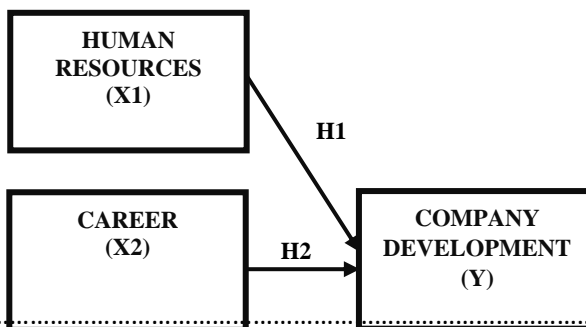 HUMAN
RESOURCES
(X1)
H1
CAREER
(X2)
H2
COMPANY
DEVELOPMENT
(Y)